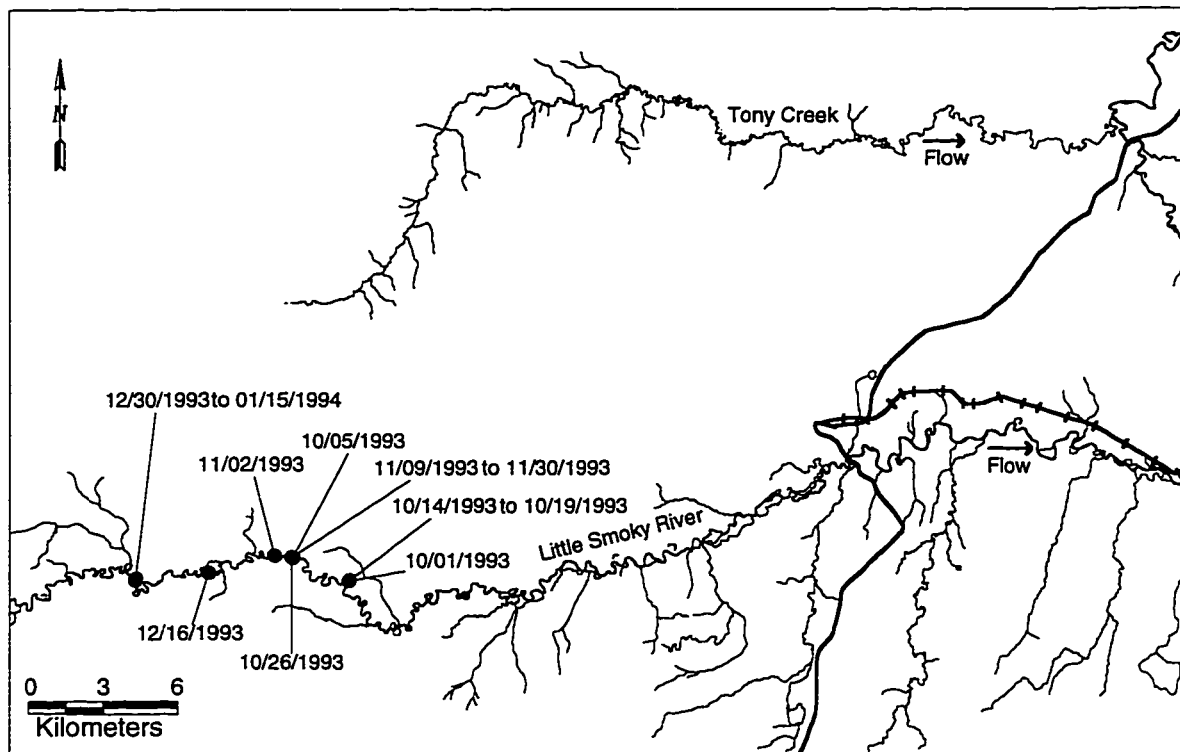 N
Tony Creek
Flow
12/30/1993 to 01/15/1994
10/05/1993
11/02/1993
11/09/1993 to 11/30/1993
10/14/1993 to 10/19/1993
Flow
Little Smoky River
10/01/1993
12/16/1993
10/26/1993
0 3 6
Kilometers